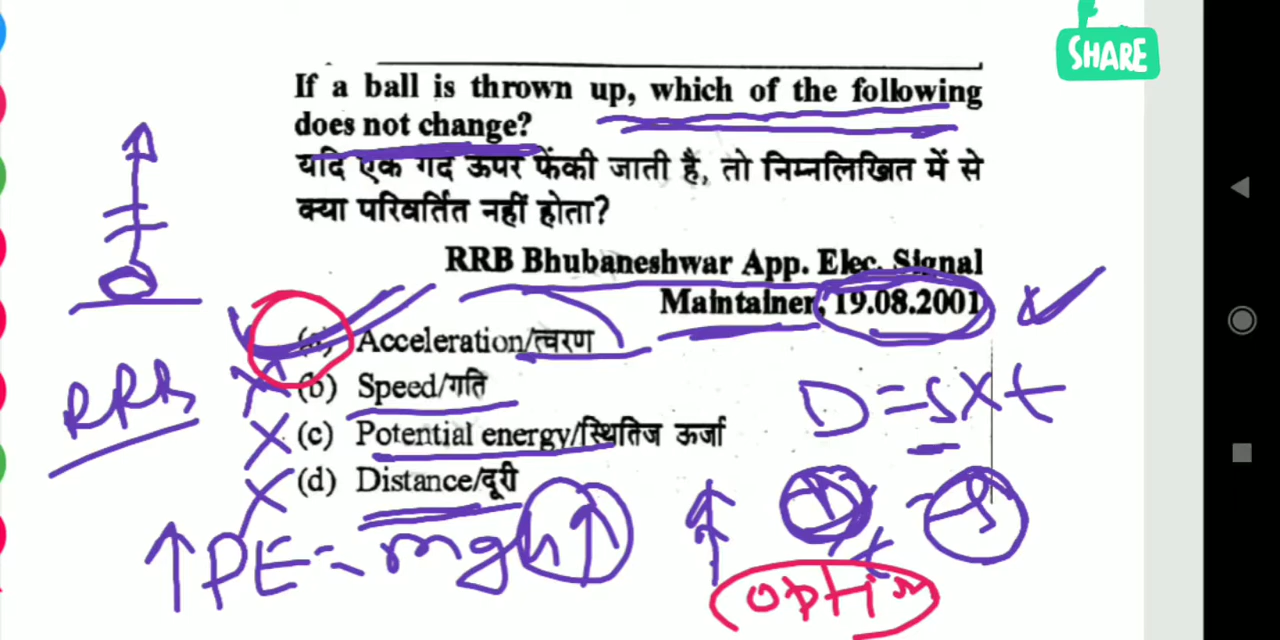 SHARE
If a ball is thrown up, which of the following
does not change?
यदि एक गेंद ऊपर फेंकी जाती है, तो निम्नलिखित में से
क्या परिवर्तित नहीं होता?
RRB Bhubaneshwar App. Elec. Signal
Maintainer, 19.08.2001
(a) Acceleration/त्वरण
(b) Speed/गति
(c) Potential energy/स्थितिज ऊर्जा
(d) Distance/दूरी
RRB
D = S X t
PE = mgh